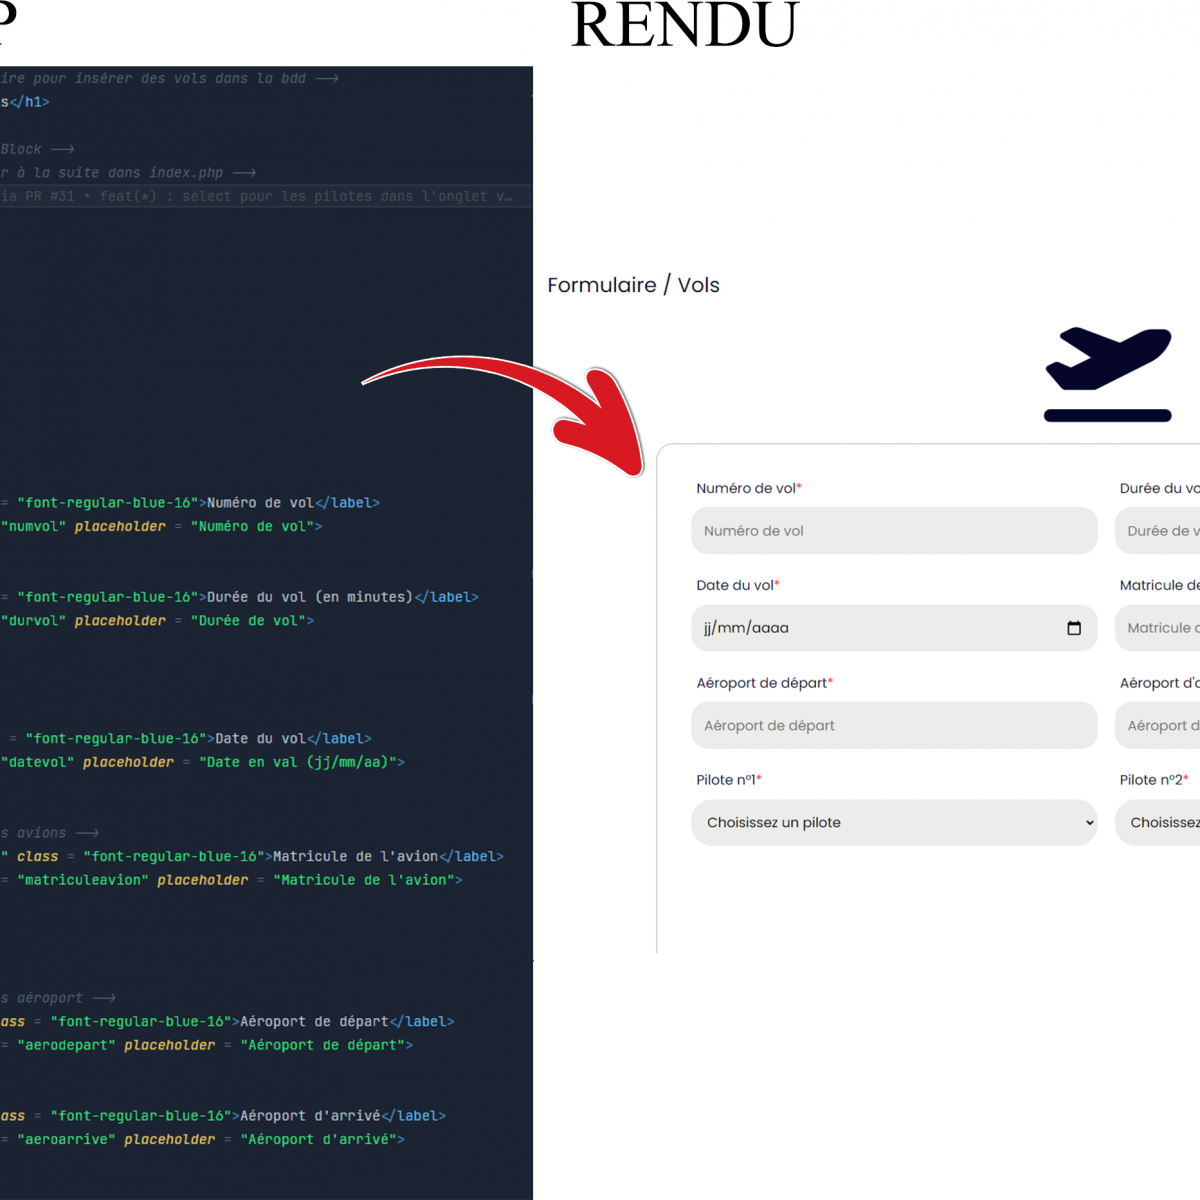 P
RENDU
ire pour insérer des vols dans la bdd -->
s</h1>
Block -->
r à la suite dans index.php -->
ia PR #31 • feat(*) : select pour les pilotes dans l'onglet v…
= "font-regular-blue-16">Numéro de vol</label>
"numvol" placeholder = "Numéro de vol">
= "font-regular-blue-16">Durée du vol (en minutes)</label>
"durvol" placeholder = "Durée de vol">
= "font-regular-blue-16">Date du vol</label>
"datevol" placeholder = "Date en val (jj/mm/aa)">
s avions -->
" class = "font-regular-blue-16">Matricule de l'avion</label>
= "matriculeavion" placeholder = "Matricule de l'avion">
s aéroport -->
ass = "font-regular-blue-16">Aéroport de départ</label>
= "aerodepart" placeholder = "Aéroport de départ">
ass = "font-regular-blue-16">Aéroport d'arrivé</label>
= "aeroarrive" placeholder = "Aéroport d'arrivé">
Formulaire / Vols
Numéro de vol* Durée du vo
Numéro de vol Durée de v
Date du vol* Matricule de
jj/mm/aaaa Matricule d
Aéroport de départ* Aéroport d'a
Aéroport de départ Aéroport d
Pilote n°1* Pilote n°2*
Choisissez un pilote Choisissez